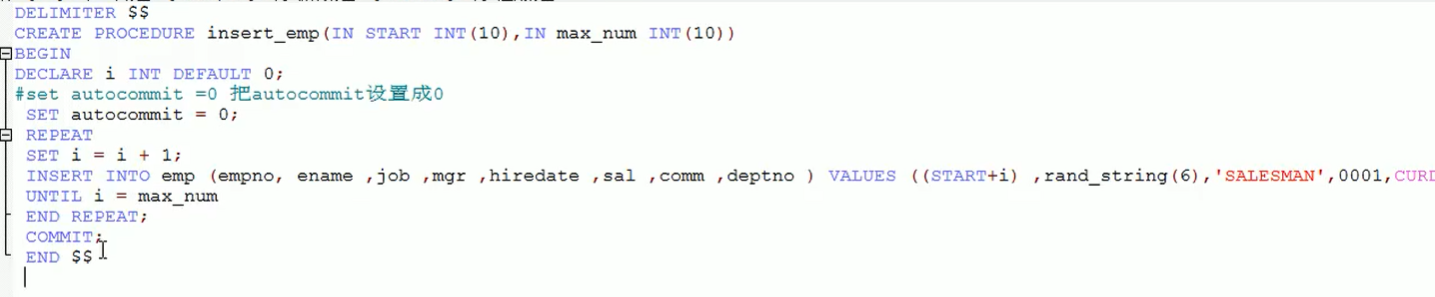 DELIMITER $$
CREATE PROCEDURE insert_emp(IN START INT(10),IN max_num INT(10))
BEGIN
DECLARE i INT DEFAULT 0;
#set autocommit =0 把autocommit设置成0
SET autocommit = 0;
REPEAT
SET i = i + 1;
INSERT INTO emp (empno, ename ,job ,mgr ,hiredate ,sal ,comm ,deptno ) VALUES ((START+i) ,rand_string(6),'SALESMAN',0001,CURD
UNTIL i = max_num
END REPEAT;
COMMIT;
END $$